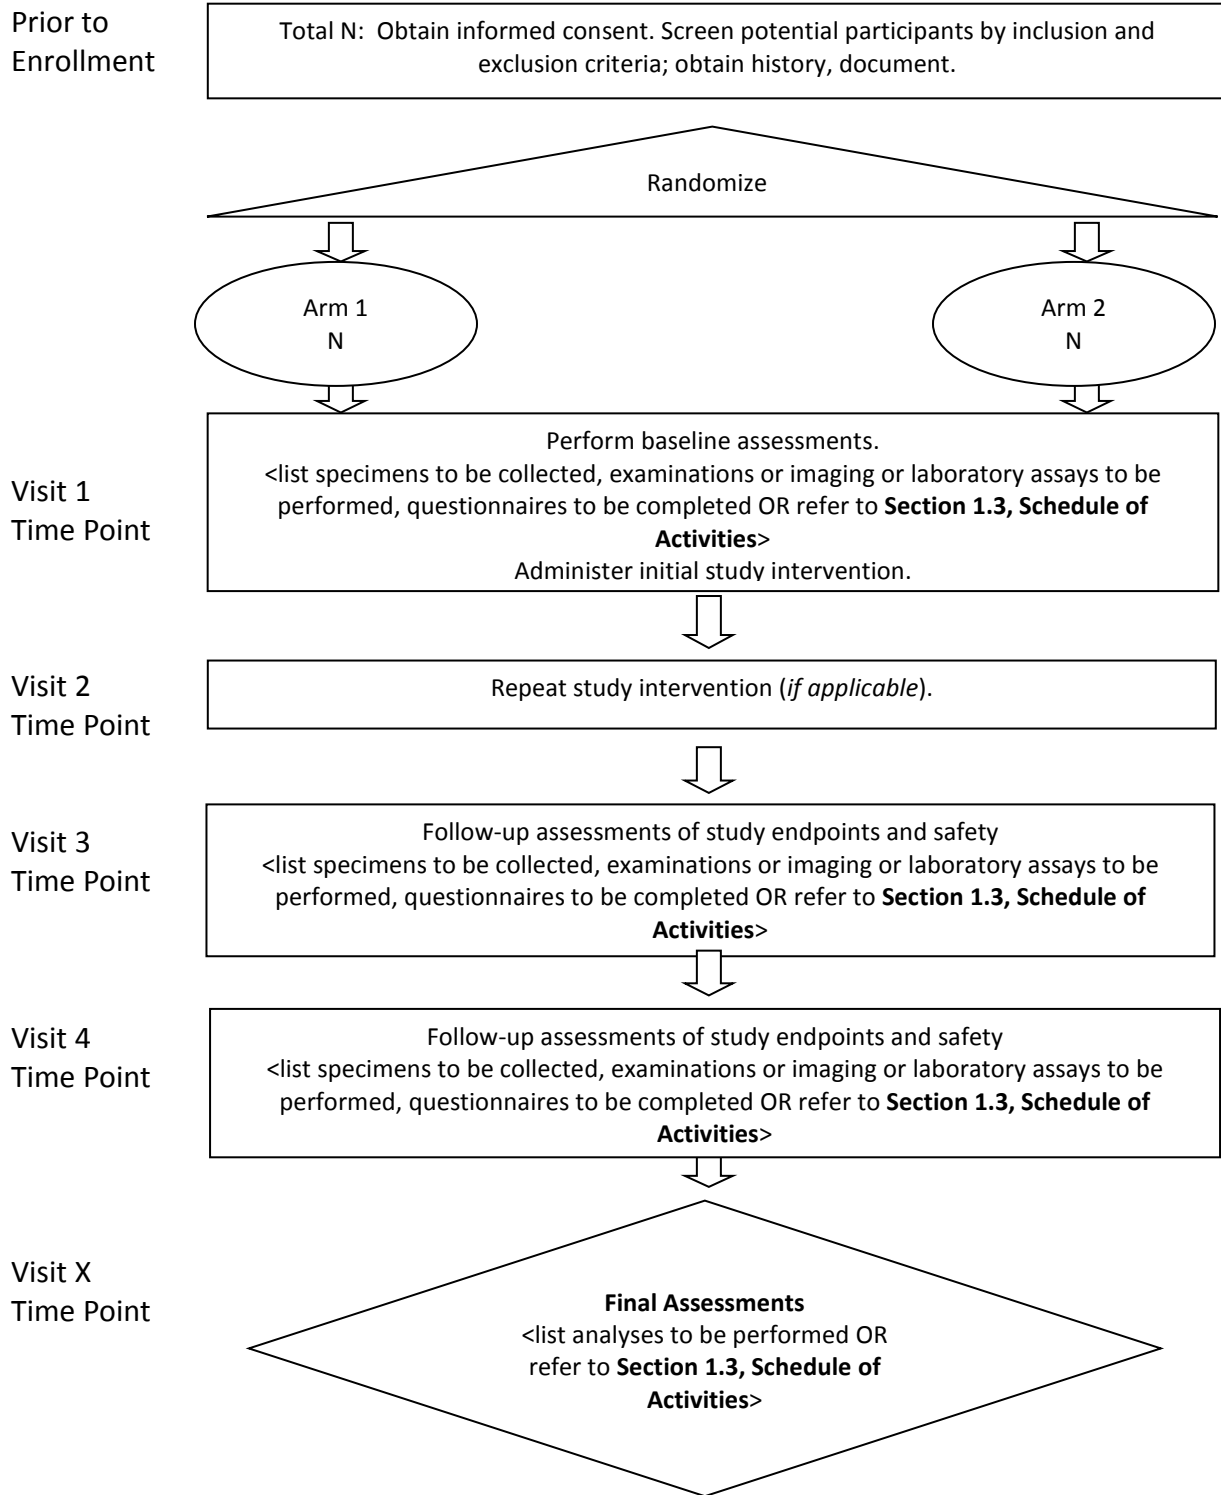 Prior to
Enrollment
Total N:  Obtain informed consent. Screen potential participants by inclusion and
exclusion criteria; obtain history, document.
Randomize
Arm 1
N
Arm 2
N
Visit 1
Time Point
Perform baseline assessments.
<list specimens to be collected, examinations or imaging or laboratory assays to be
performed, questionnaires to be completed OR refer to Section 1.3, Schedule of
Activities>
Administer initial study intervention.
Visit 2
Time Point
Repeat study intervention (if applicable).
Visit 3
Time Point
Follow-up assessments of study endpoints and safety
<list specimens to be collected, examinations or imaging or laboratory assays to be
performed, questionnaires to be completed OR refer to Section 1.3, Schedule of
Activities>
Visit 4
Time Point
Follow-up assessments of study endpoints and safety
<list specimens to be collected, examinations or imaging or laboratory assays to be
performed, questionnaires to be completed OR refer to Section 1.3, Schedule of
Activities>
Visit X
Time Point
Final Assessments
<list analyses to be performed OR
refer to Section 1.3, Schedule of
Activities>